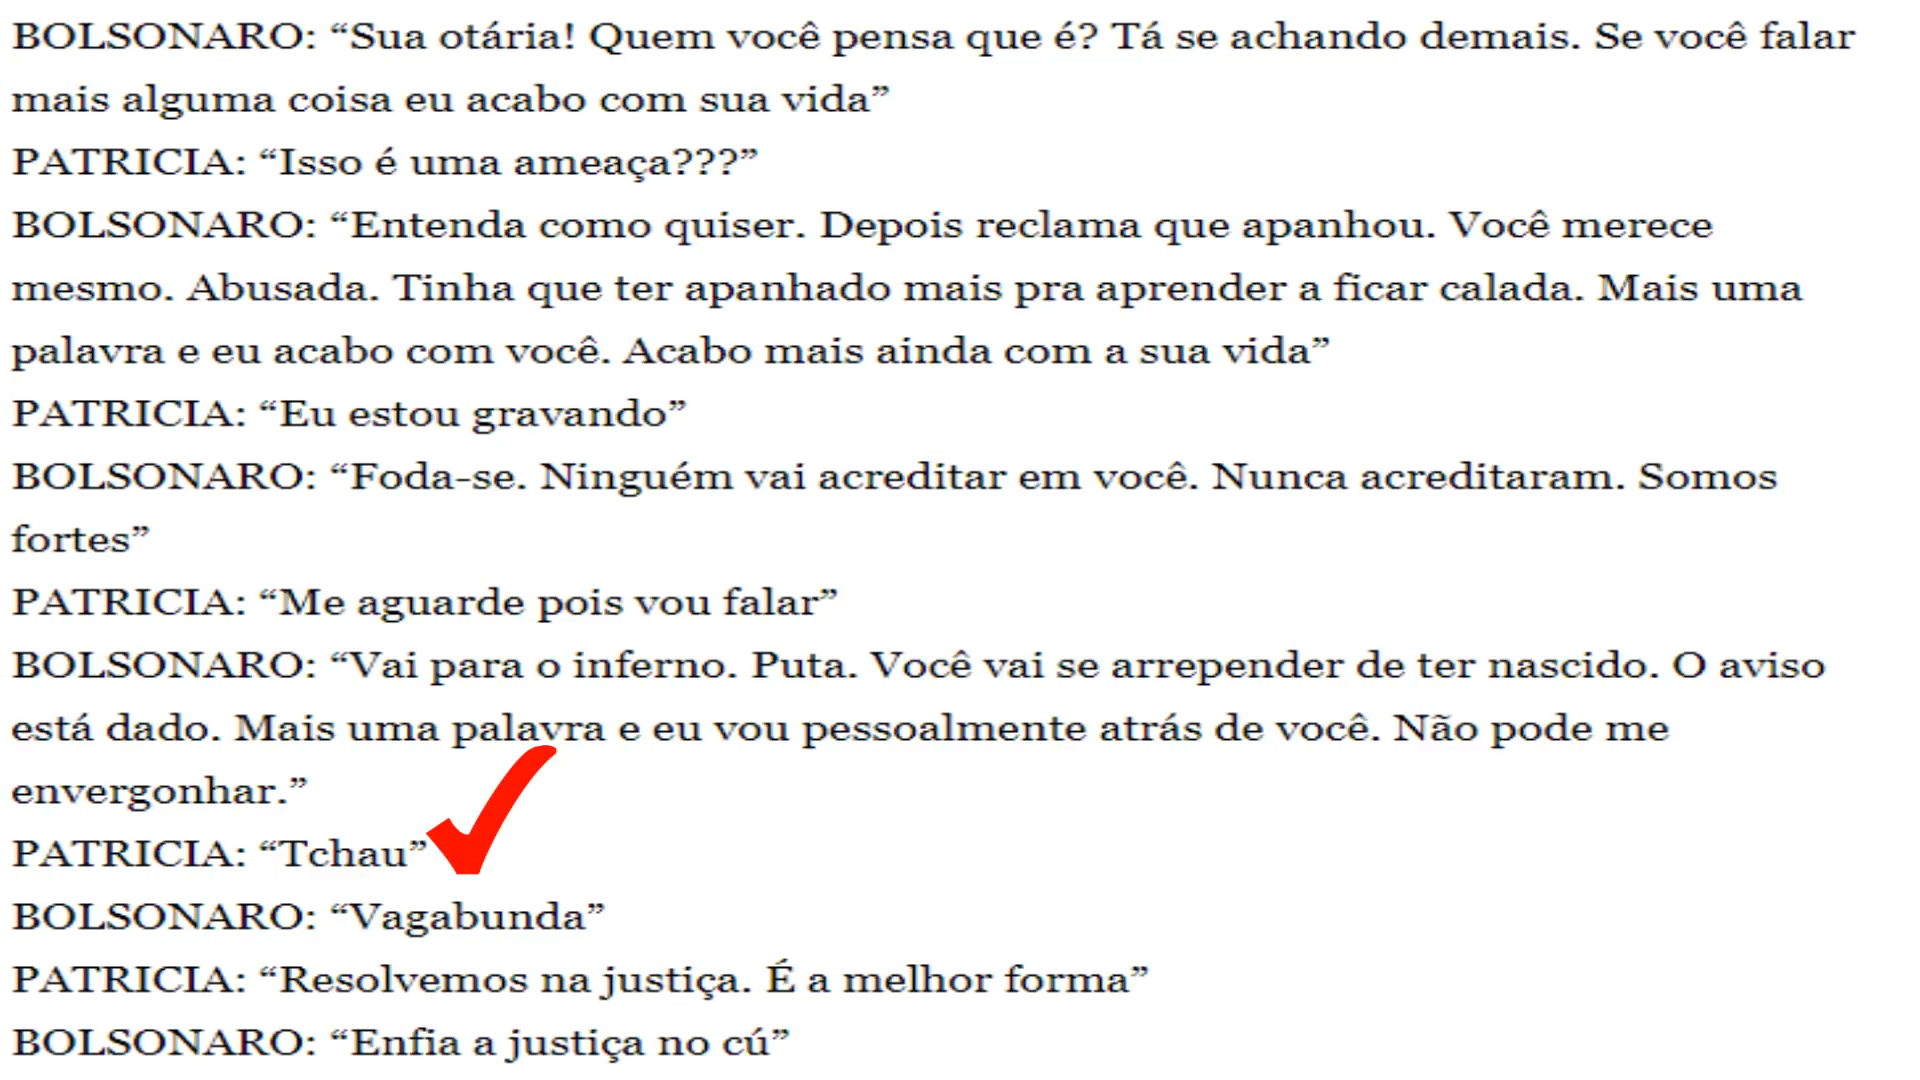 BOLSONARO: “Sua otária! Quem você pensa que é? Tá se achando demais. Se você falar
mais alguma coisa eu acabo com sua vida”
PATRICIA: “Isso é uma ameaça???”
BOLSONARO: “Entenda como quiser. Depois reclama que apanhou. Você merece
mesmo. Abusada. Tinha que ter apanhado mais pra aprender a ficar calada. Mais uma
palavra e eu acabo com você. Acabo mais ainda com a sua vida”
PATRICIA: “Eu estou gravando”
BOLSONARO: “Foda-se. Ninguém vai acreditar em você. Nunca acreditaram. Somos
fortes”
PATRICIA: “Me aguarde pois vou falar”
BOLSONARO: “Vai para o inferno. Puta. Você vai se arrepender de ter nascido. O aviso
está dado. Mais uma palavra e eu vou pessoalmente atrás de você. Não pode me
envergonhar.”
PATRICIA: “Tchau”
BOLSONARO: “Vagabunda”
PATRICIA: “Resolvemos na justiça. É a melhor forma”
BOLSONARO: “Enfia a justiça no cú”